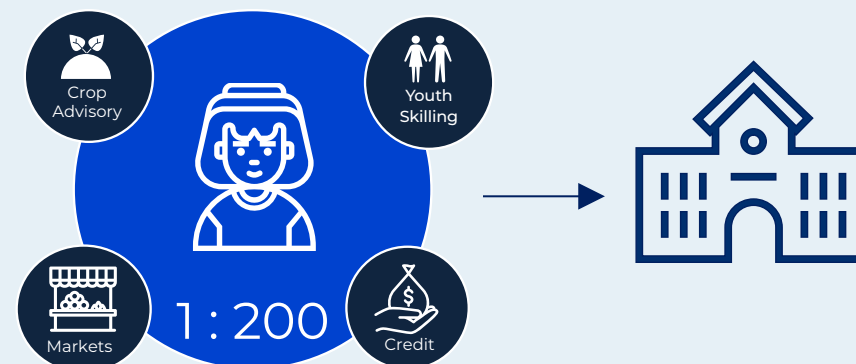 Crop
Advisory
Youth
Skilling
Markets
1 : 200
$
Credit